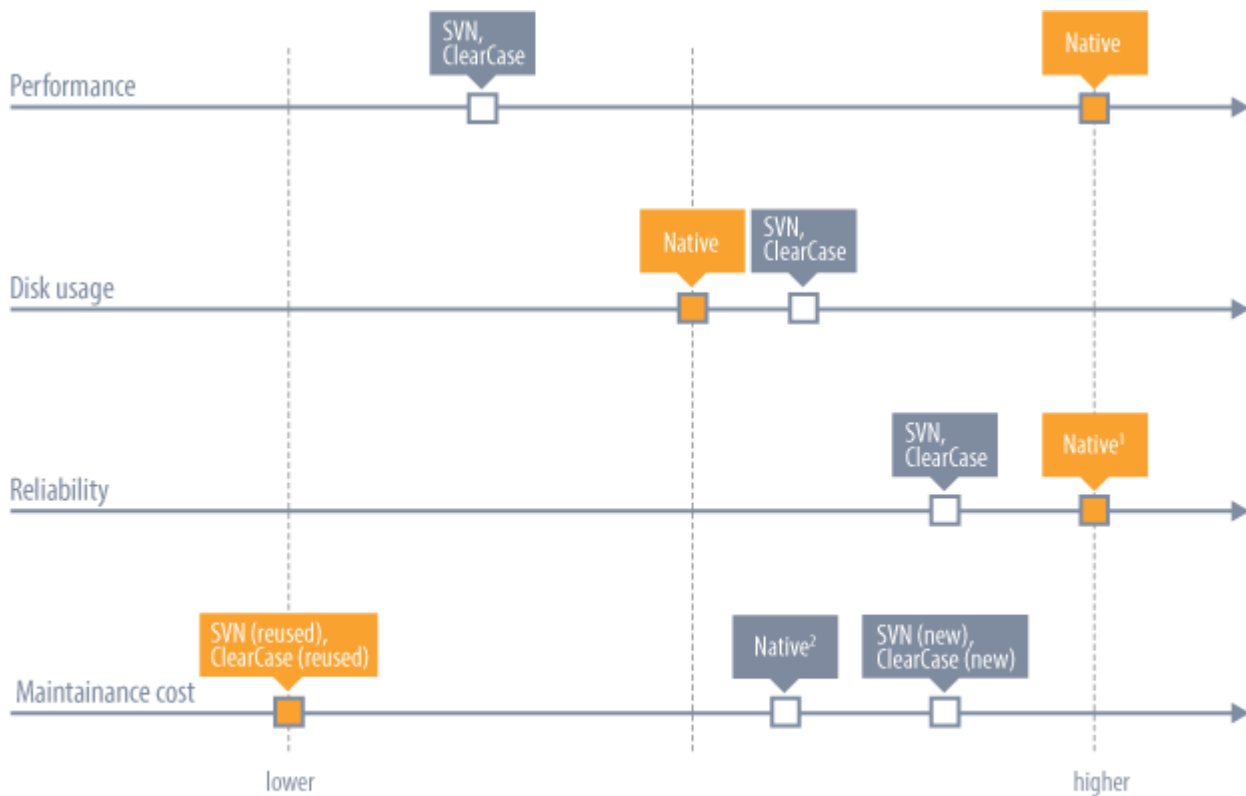 SVN,
ClearCase
Native
Performance
Native
SVN,
ClearCase
Disk usage
SVN,
ClearCase
Native¹
Reliability
SVN (reused),
ClearCase (reused)
Native²
SVN (new),
ClearCase (new)
Maintainance cost
lower
higher